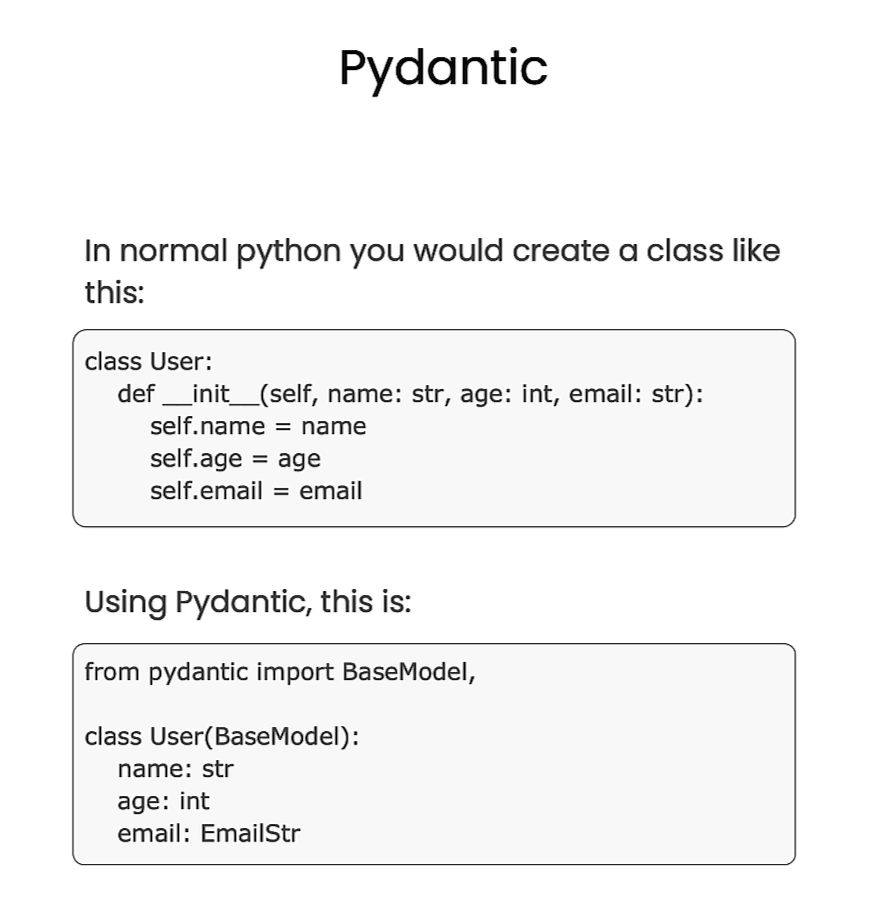 Pydantic
In normal python you would create a class like
this:
class User:
    def __init__(self, name: str, age: int, email: str):
        self.name = name
        self.age = age
        self.email = email
Using Pydantic, this is:
from pydantic import BaseModel,
class User(BaseModel):
    name: str
    age: int
    email: EmailStr